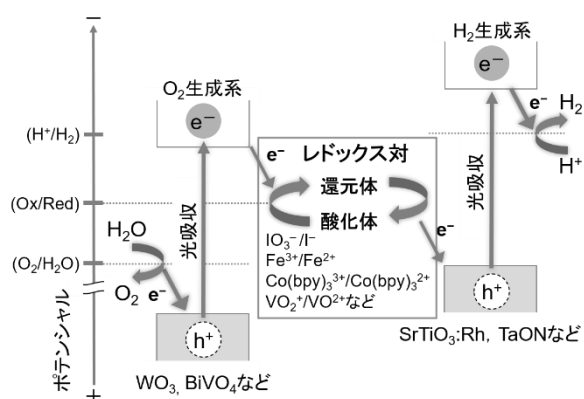 −
ポテンシャル
+
(H⁺/H₂)
(Ox/Red)
(O₂/H₂O)
O₂生成系
e⁻
光吸収
H₂O
O₂
e⁻
h⁺
WO₃, BiVO₄など
e⁻
レドックス対
還元体
酸化体
IO₃⁻/I⁻
Fe³⁺/Fe²⁺
Co(bpy)₃³⁺/Co(bpy)₃²⁺
VO₂⁺/VO²⁺など
e⁻
H₂生成系
e⁻
e⁻
H₂
H⁺
光吸収
h⁺
SrTiO₃:Rh, TaONなど